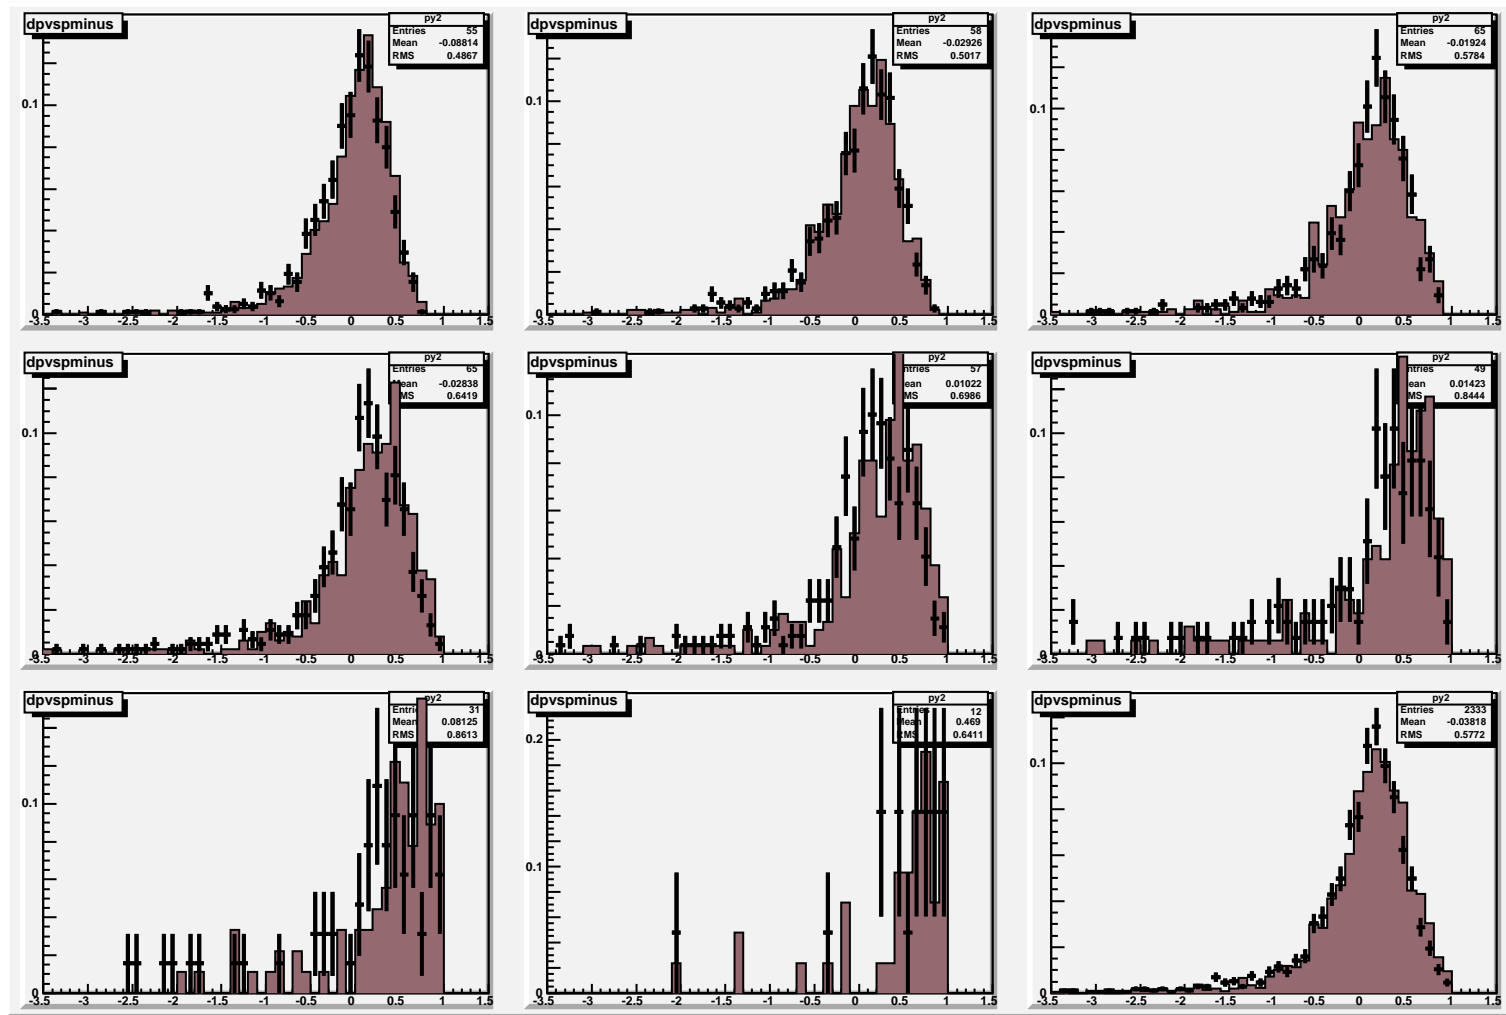 dpvspminus
py2
Entries 55
Mean -0.08814
RMS 0.4867
0.1
0
-3.5 -3 -2.5 -2 -1.5 -1 -0.5 0 0.5 1 1.5
dpvspminus
py2
Entries 58
Mean -0.02926
RMS 0.5017
0.1
0
-3.5 -3 -2.5 -2 -1.5 -1 -0.5 0 0.5 1 1.5
dpvspminus
py2
Entries 65
Mean -0.01924
RMS 0.5784
0.1
0
-3.5 -3 -2.5 -2 -1.5 -1 -0.5 0 0.5 1 1.5
dpvspminus
py2
Entries 65
Mean -0.02838
RMS 0.6419
0.1
0
-3.5 -3 -2.5 -2 -1.5 -1 -0.5 0 0.5 1 1.5
dpvspminus
py2
Entries 57
Mean 0.01022
RMS 0.6986
0.1
0
-3.5 -3 -2.5 -2 -1.5 -1 -0.5 0 0.5 1 1.5
dpvspminus
py2
Entries 49
Mean 0.01423
RMS 0.8444
0.1
0
-3.5 -3 -2.5 -2 -1.5 -1 -0.5 0 0.5 1 1.5
dpvspminus
py2
Entries 31
Mean 0.08125
RMS 0.8613
0.1
0
-3.5 -3 -2.5 -2 -1.5 -1 -0.5 0 0.5 1 1.5
dpvspminus
py2
Entries 12
Mean 0.469
RMS 0.6411
0.2
0.1
0
-3.5 -3 -2.5 -2 -1.5 -1 -0.5 0 0.5 1 1.5
dpvspminus
py2
Entries 2333
Mean -0.03818
RMS 0.5772
0.1
0
-3.5 -3 -2.5 -2 -1.5 -1 -0.5 0 0.5 1 1.5